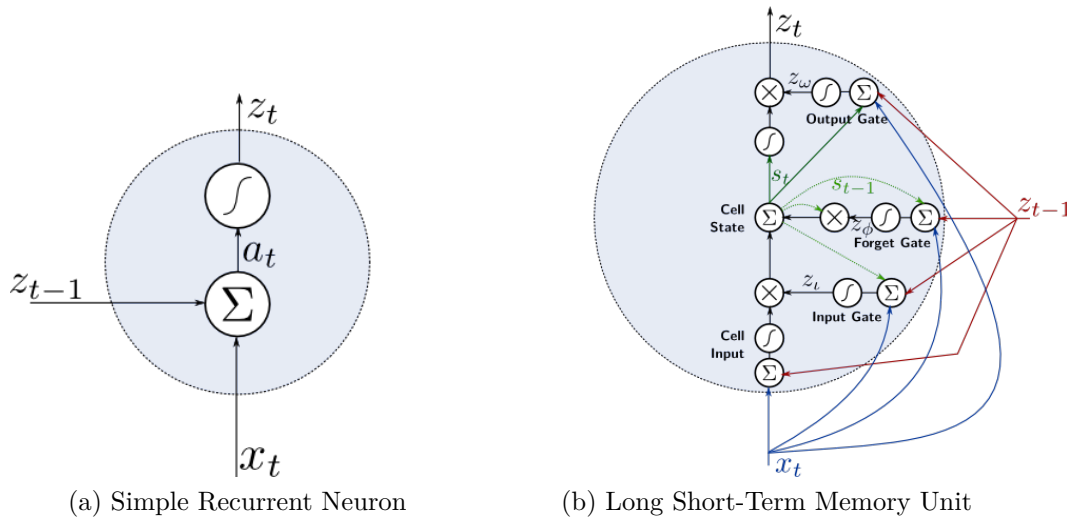 z_t
a_t
z_{t-1}
Σ
x_t
(a) Simple Recurrent Neuron
z_t
z_ω
× ∫ Σ
Output Gate
∫
s_t
s_{t-1}
z_{t-1}
Cell
State
Σ × ∫ Σ
z_ϕ
Forget Gate
z_ι
× ∫ Σ
Input Gate
Cell
Input
∫
Σ
x_t
(b) Long Short-Term Memory Unit